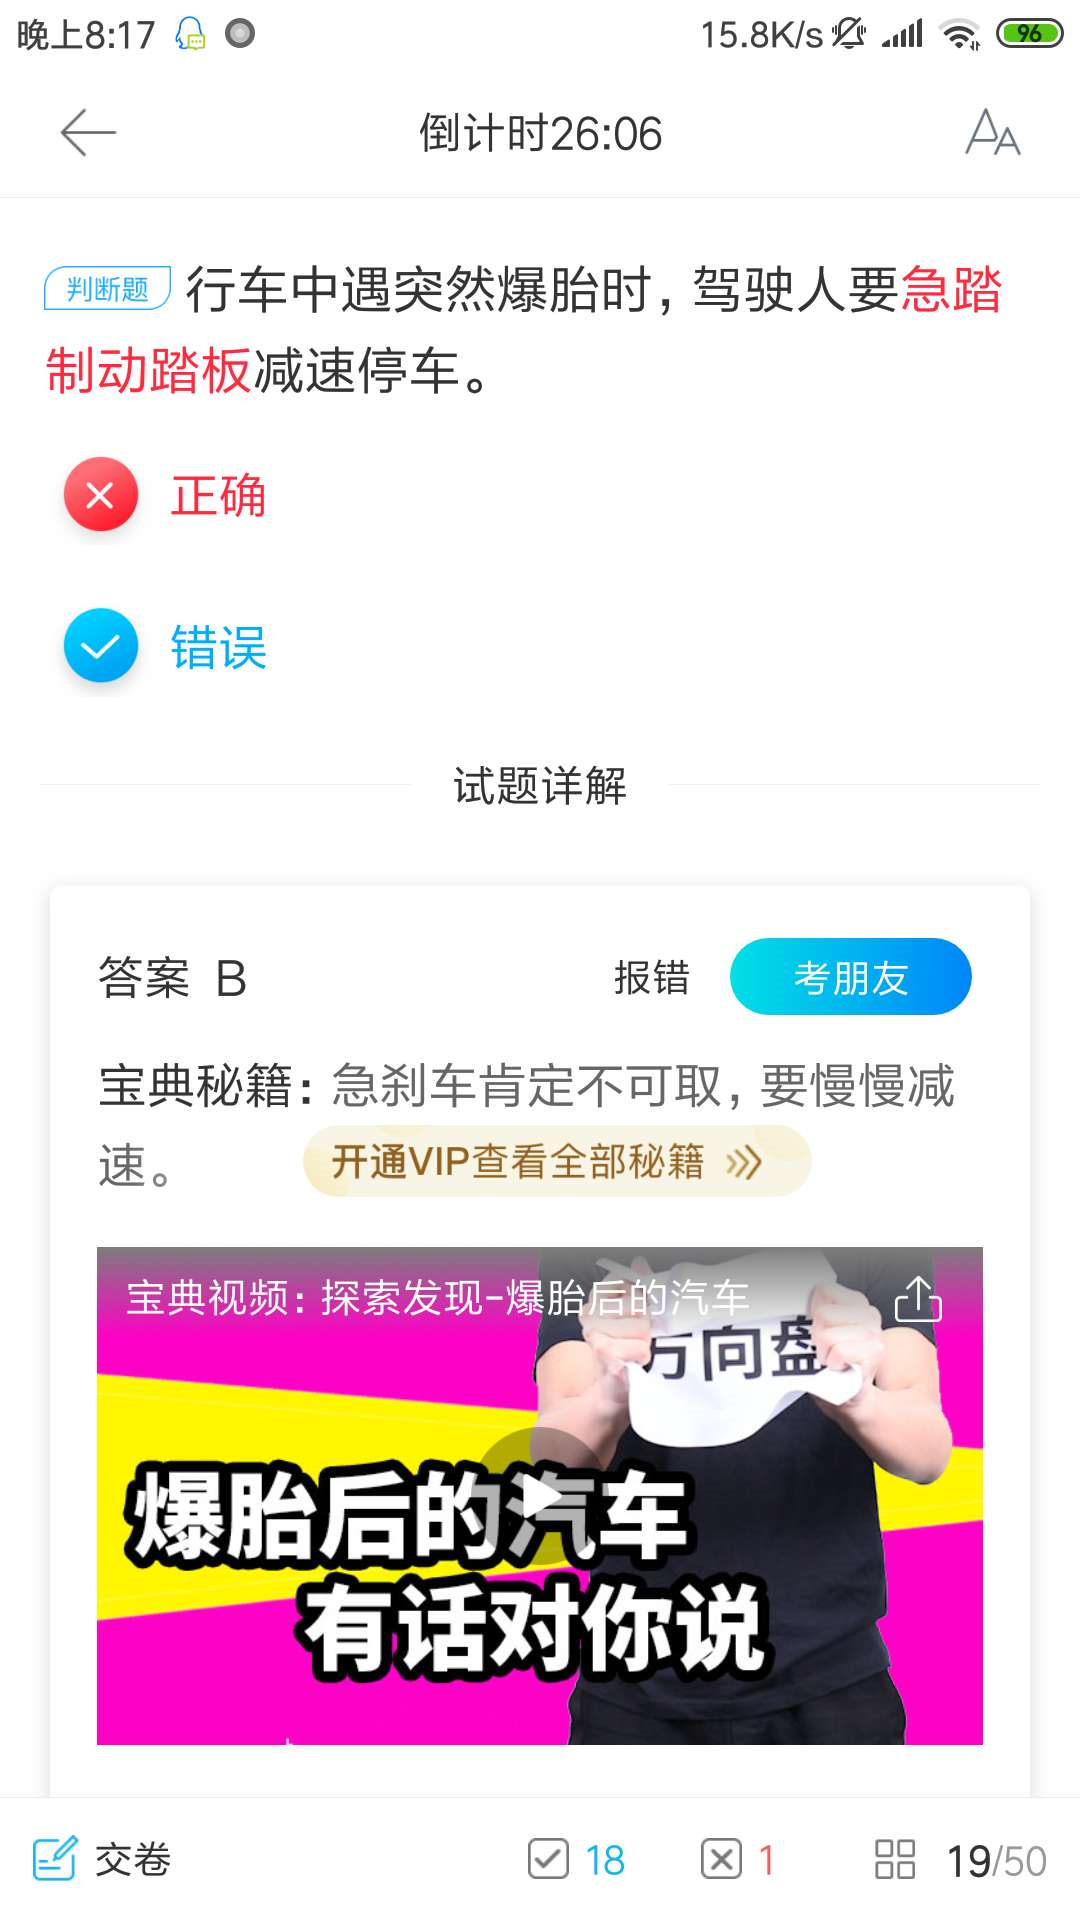 晚上8:17 15.8K/s 96
倒计时26:06
判断题 行车中遇突然爆胎时，驾驶人要急踏
制动踏板减速停车。
正确
错误
试题详解
答案 B 报错 考朋友
宝典秘籍：急刹车肯定不可取，要慢慢减
速。 开通VIP查看全部秘籍
宝典视频：探索发现-爆胎后的汽车
方向盘
爆胎后的汽车
有话对你说
交卷 18 1 19/50